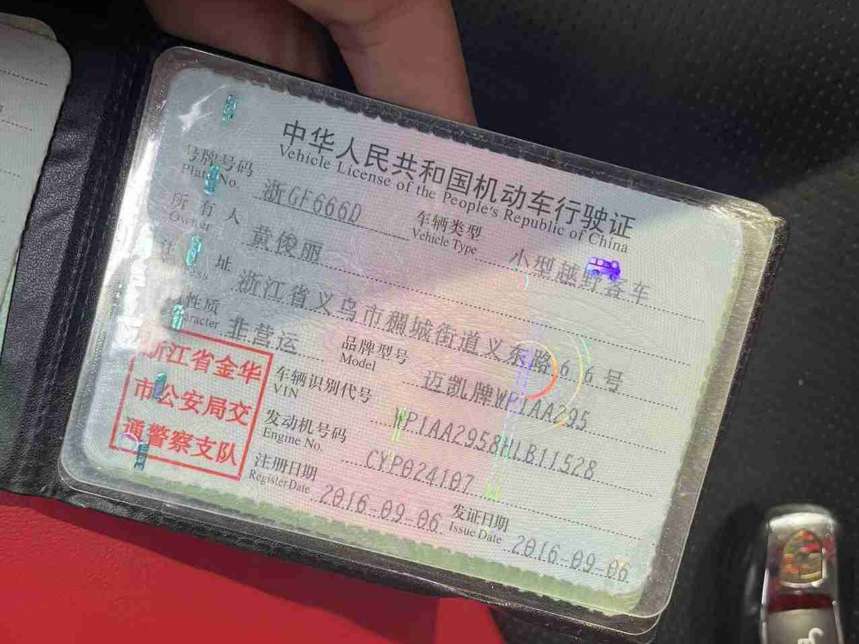 中华人民共和国机动车行驶证
Vehicle License of the People's Republic of China
号牌号码 浙GF666D 车辆类型 小型越野客车
Plate No. Vehicle Type
所有人 黄俊丽
Owner
住址 浙江省义乌市稠城街道义东路66号
性质 非营运 品牌型号 迈凯牌WP1AA295
Character Model
浙江省金华
市公安局交
通警察支队
车辆识别代号 WP1AA2958HLB11528
VIN
发动机号码 CYP024107
Engine No.
注册日期 2016-09-06 发证日期 2016-09-06
Register Date Issue Date